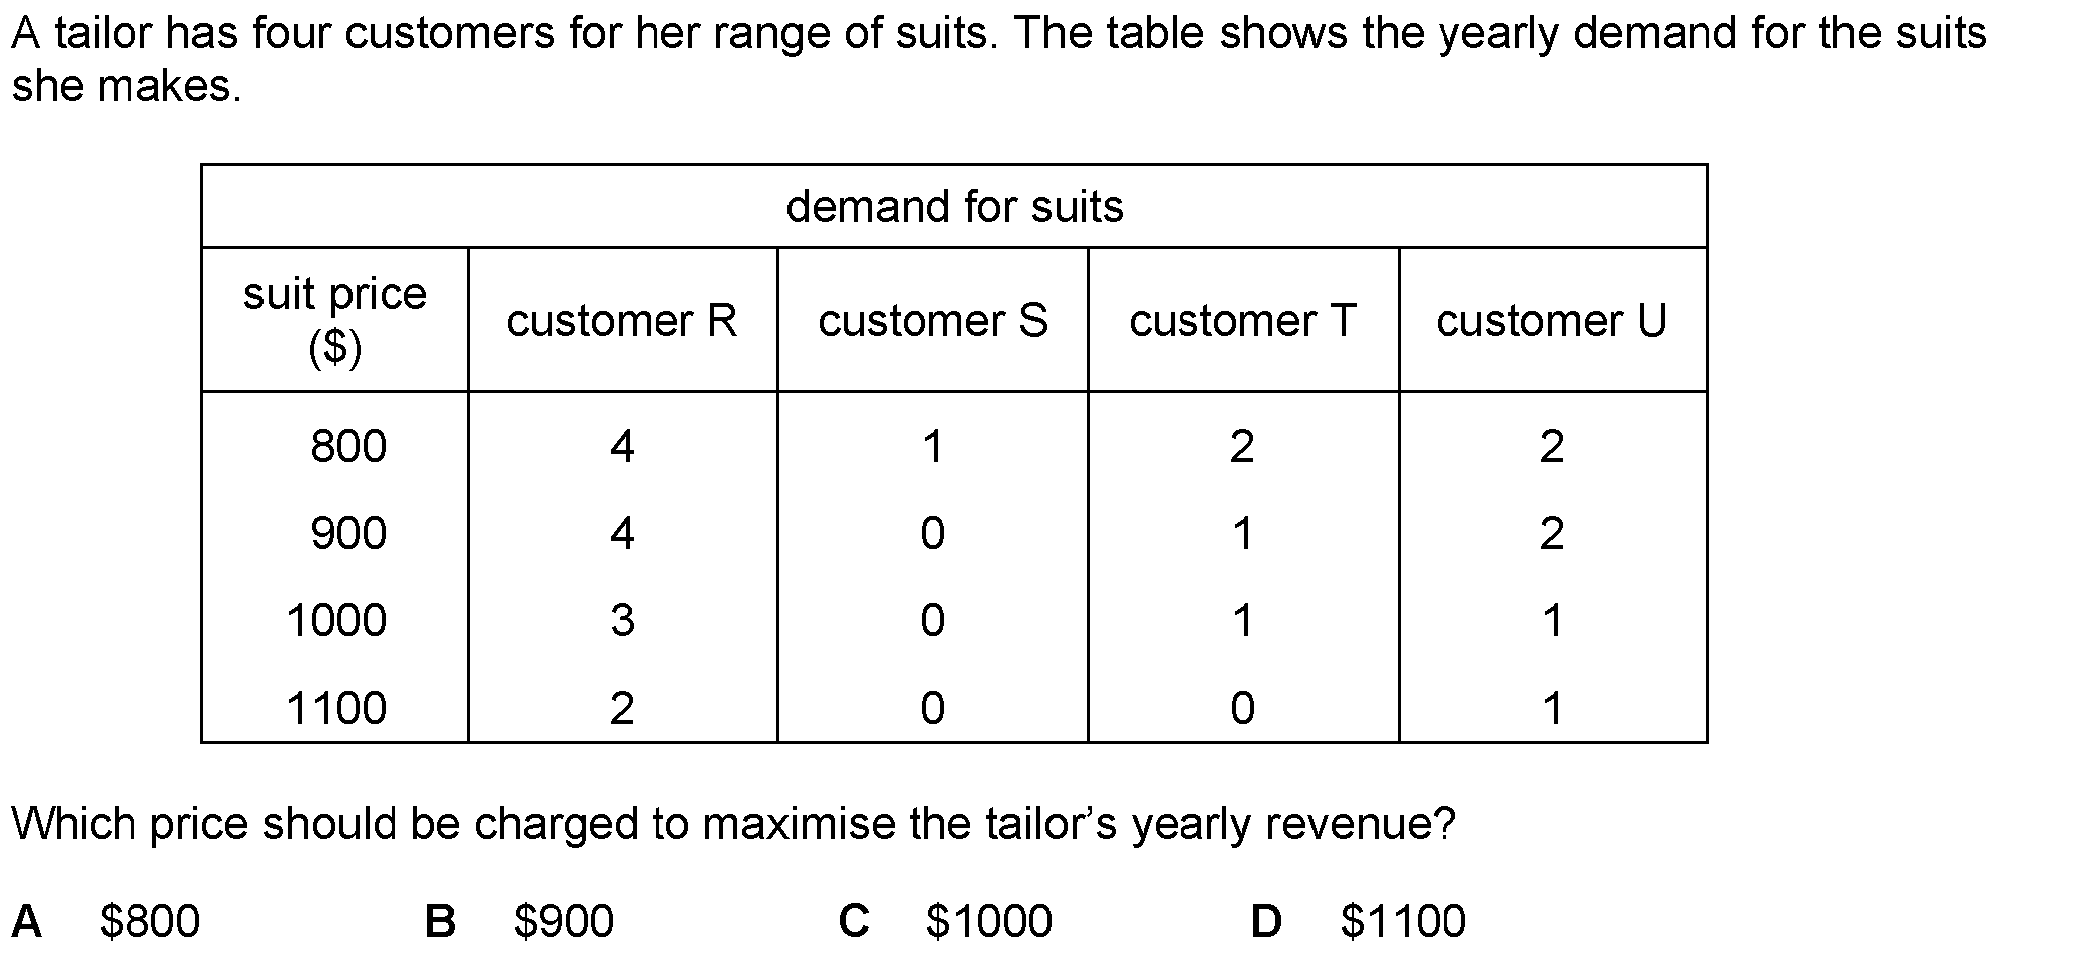 A tailor has four customers for her range of suits. The table shows the yearly demand for the suits
she makes.
demand for suits
suit price
($)
customer R customer S customer T customer U
800 4 1 2 2
900 4 0 1 2
1000 3 0 1 1
1100 2 0 0 1
Which price should be charged to maximise the tailor’s yearly revenue?
A $800 B $900 C $1000 D $1100